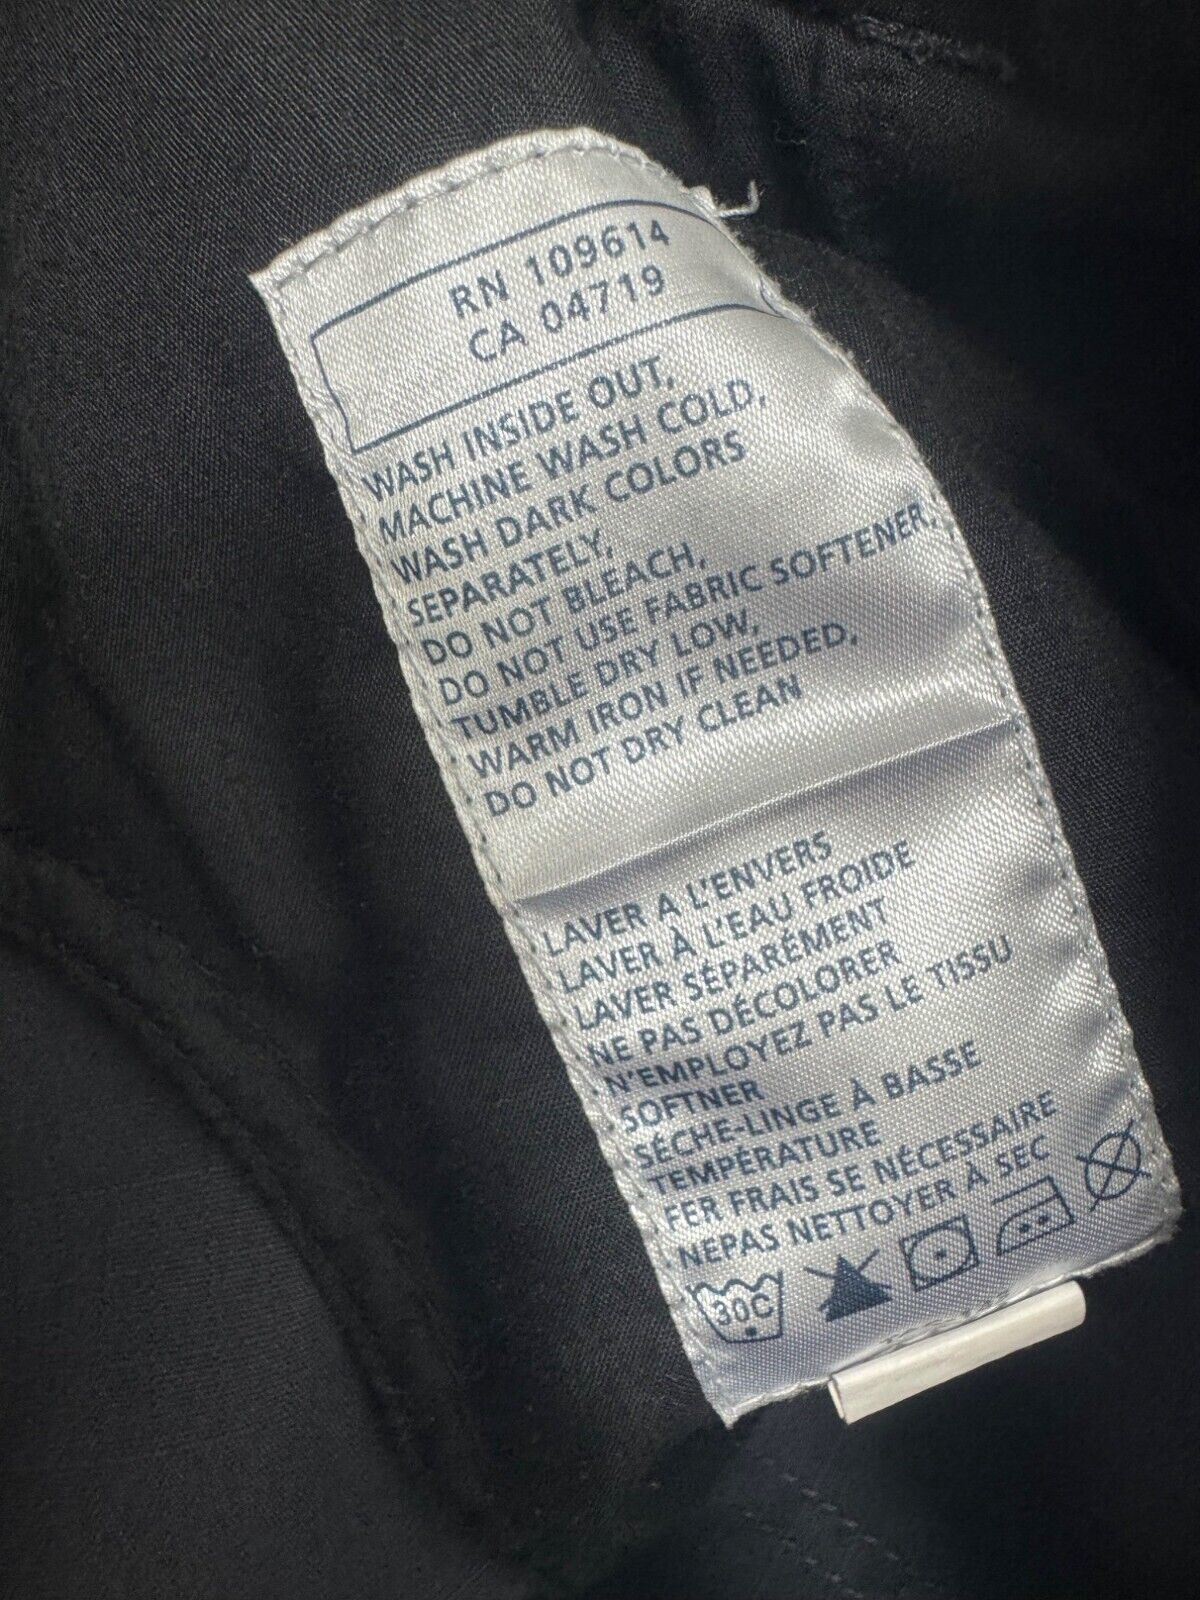 RN 109614
CA 04719
WASH INSIDE OUT,
MACHINE WASH COLD,
WASH DARK COLORS
SEPARATELY,
DO NOT BLEACH,
DO NOT USE FABRIC SOFTENER,
TUMBLE DRY LOW,
WARM IRON IF NEEDED,
DO NOT DRY CLEAN
LAVER A L'ENVERS
LAVER À L'EAU FROIDE
LAVER SÉPARÉMENT
NE PAS DÉCOLORER
N'EMPLOYEZ PAS LE TISSU
SOFTNER
SÉCHE-LINGE À BASSE
TEMPÉRATURE
FER FRAIS SE NÉCESSAIRE
NEPAS NETTOYER À SEC
30C